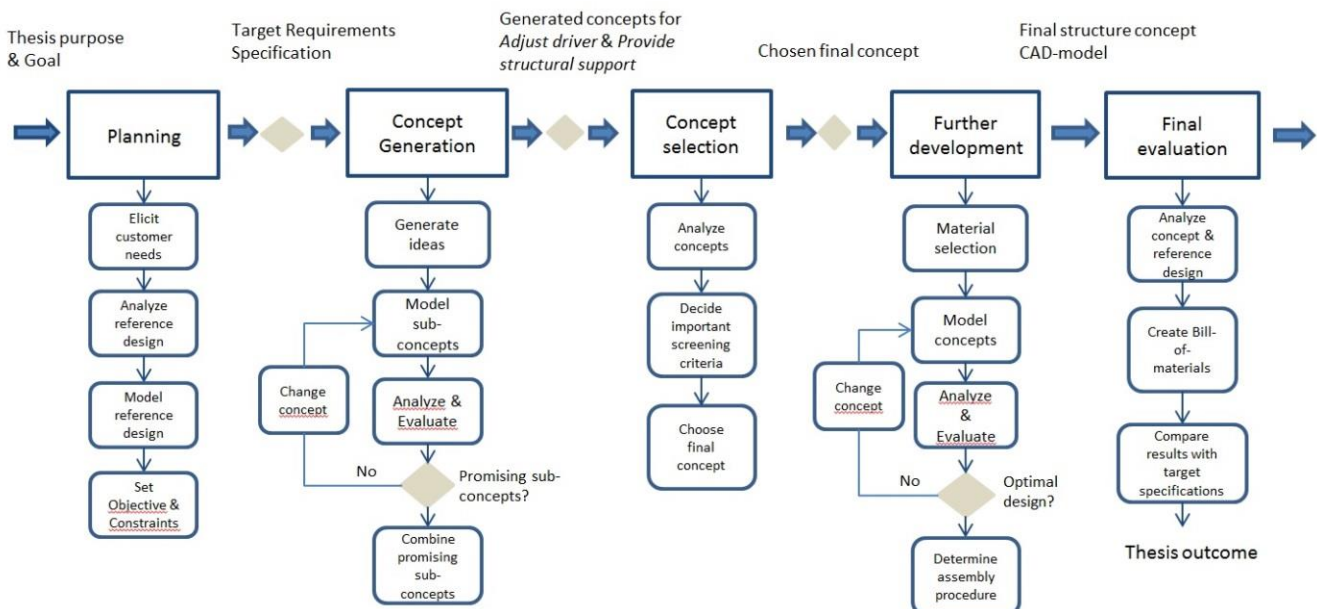 Thesis purpose
& Goal
Target Requirements
Specification
Generated concepts for
Adjust driver & Provide
structural support
Chosen final concept
Final structure concept
CAD-model
Planning
Concept
Generation
Concept
selection
Further
development
Final
evaluation
Elicit
customer
needs
Analyze
reference
design
Model
reference
design
Set
Objective &
Constraints
Generate
ideas
Model
sub-
concepts
Change
concept
Analyze &
Evaluate
No
Promising sub-
concepts?
Combine
promising
sub-
concepts
Analyze
concepts
Decide
important
screening
criteria
Choose
final
concept
Material
selection
Model
concepts
Change
concept
Analyze
&
Evaluate
No
Optimal
design?
Determine
assembly
procedure
Analyze
concept &
reference
design
Create Bill-
of-
materials
Compare
results with
target
specifications
Thesis outcome